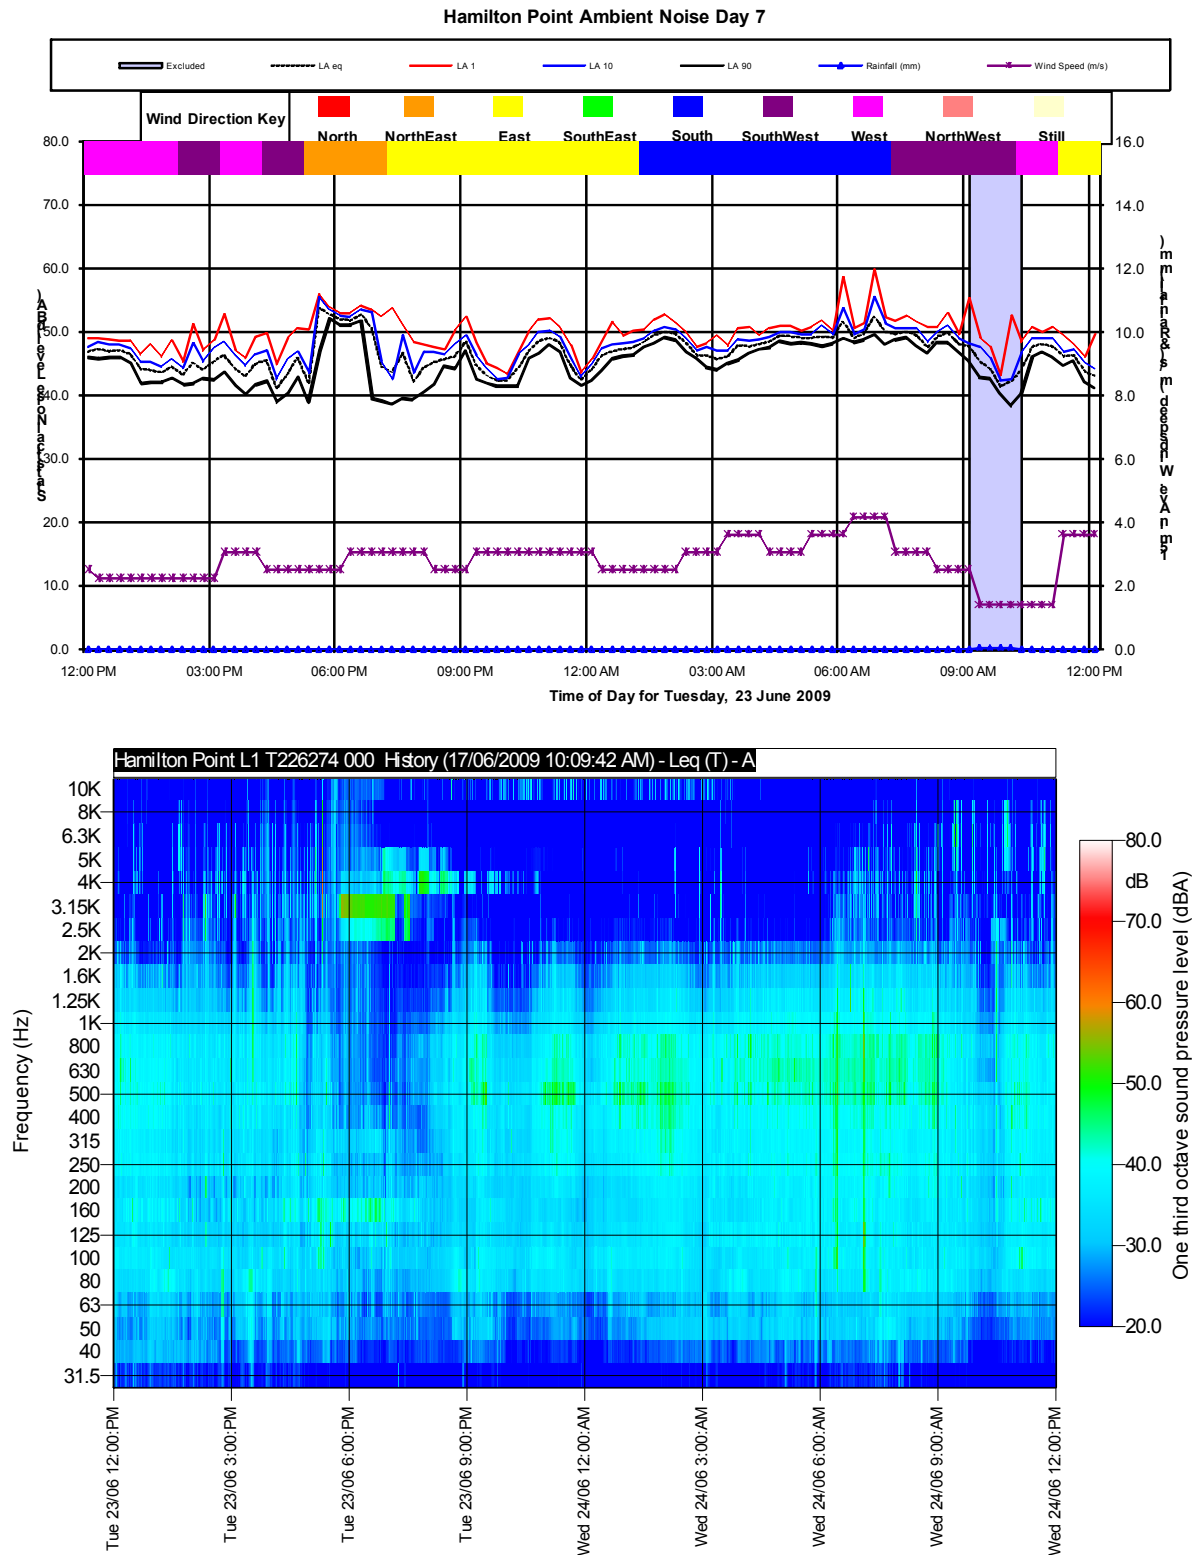 Hamilton Point Ambient Noise Day 7
Excluded LA eq LA 1 LA 10 LA 90 Rainfall (mm) Wind Speed (m/s)
Wind Direction Key North NorthEast East SouthEast South SouthWest West NorthWest Still
80.0 16.0
70.0 14.0
60.0 12.0
50.0 10.0
40.0 8.0
30.0 6.0
20.0 4.0
10.0 2.0
0.0 0.0
12:00 PM 03:00 PM 06:00 PM 09:00 PM 12:00 AM 03:00 AM 06:00 AM 09:00 AM 12:00 PM
Time of Day for Tuesday, 23 June 2009
Hamilton Point L1 T226274 000 History (17/06/2009 10:09:42 AM) - Leq (T) - A
Frequency (Hz)
10K
8K
6.3K
5K
4K
3.15K
2.5K
2K
1.6K
1.25K
1K
800
630
500
400
315
250
200
160
125
100
80
63
50
40
31.5
80.0
dB
70.0
60.0
50.0
40.0
30.0
20.0
One third octave sound pressure level (dBA)
Tue 23/06 12:00:PM
Tue 23/06 3:00:PM
Tue 23/06 6:00:PM
Tue 23/06 9:00:PM
Wed 24/06 12:00:AM
Wed 24/06 3:00:AM
Wed 24/06 6:00:AM
Wed 24/06 9:00:AM
Wed 24/06 12:00:PM